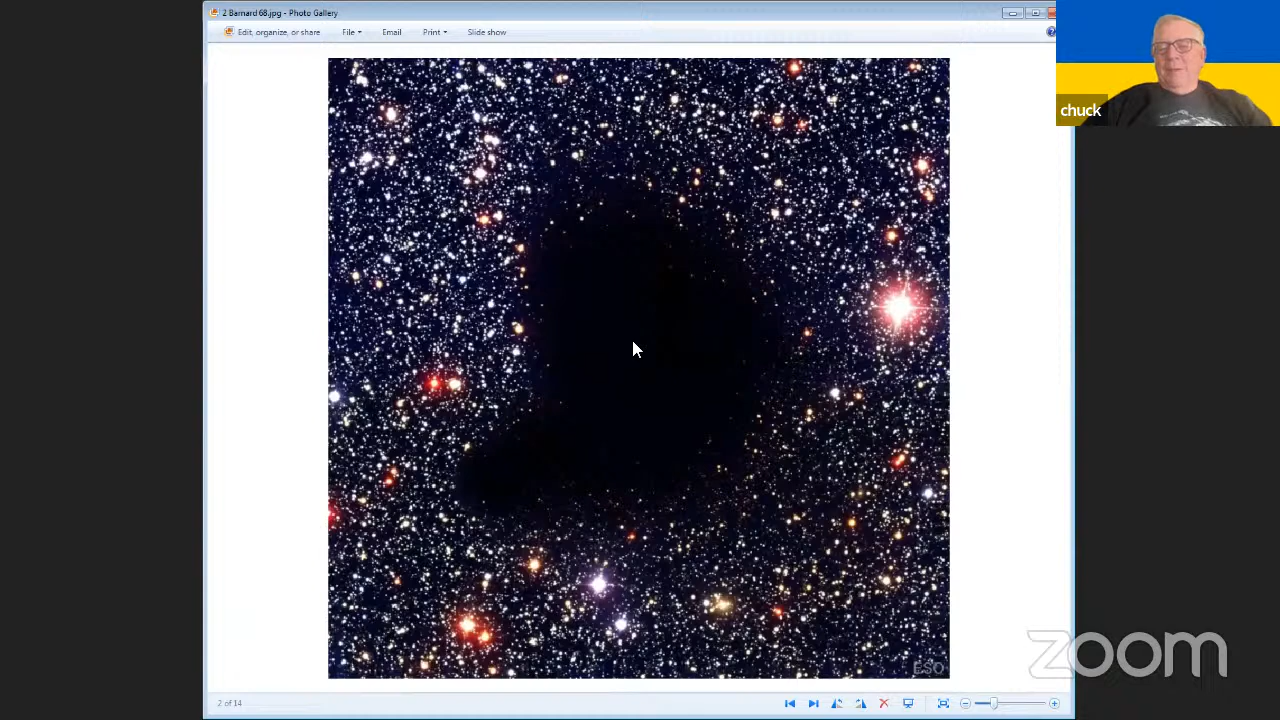 2 Barnard 68.jpg - Photo Gallery
Edit, organize, or share File Email Print Slide show
chuck
ESO
zoom
2 of 14